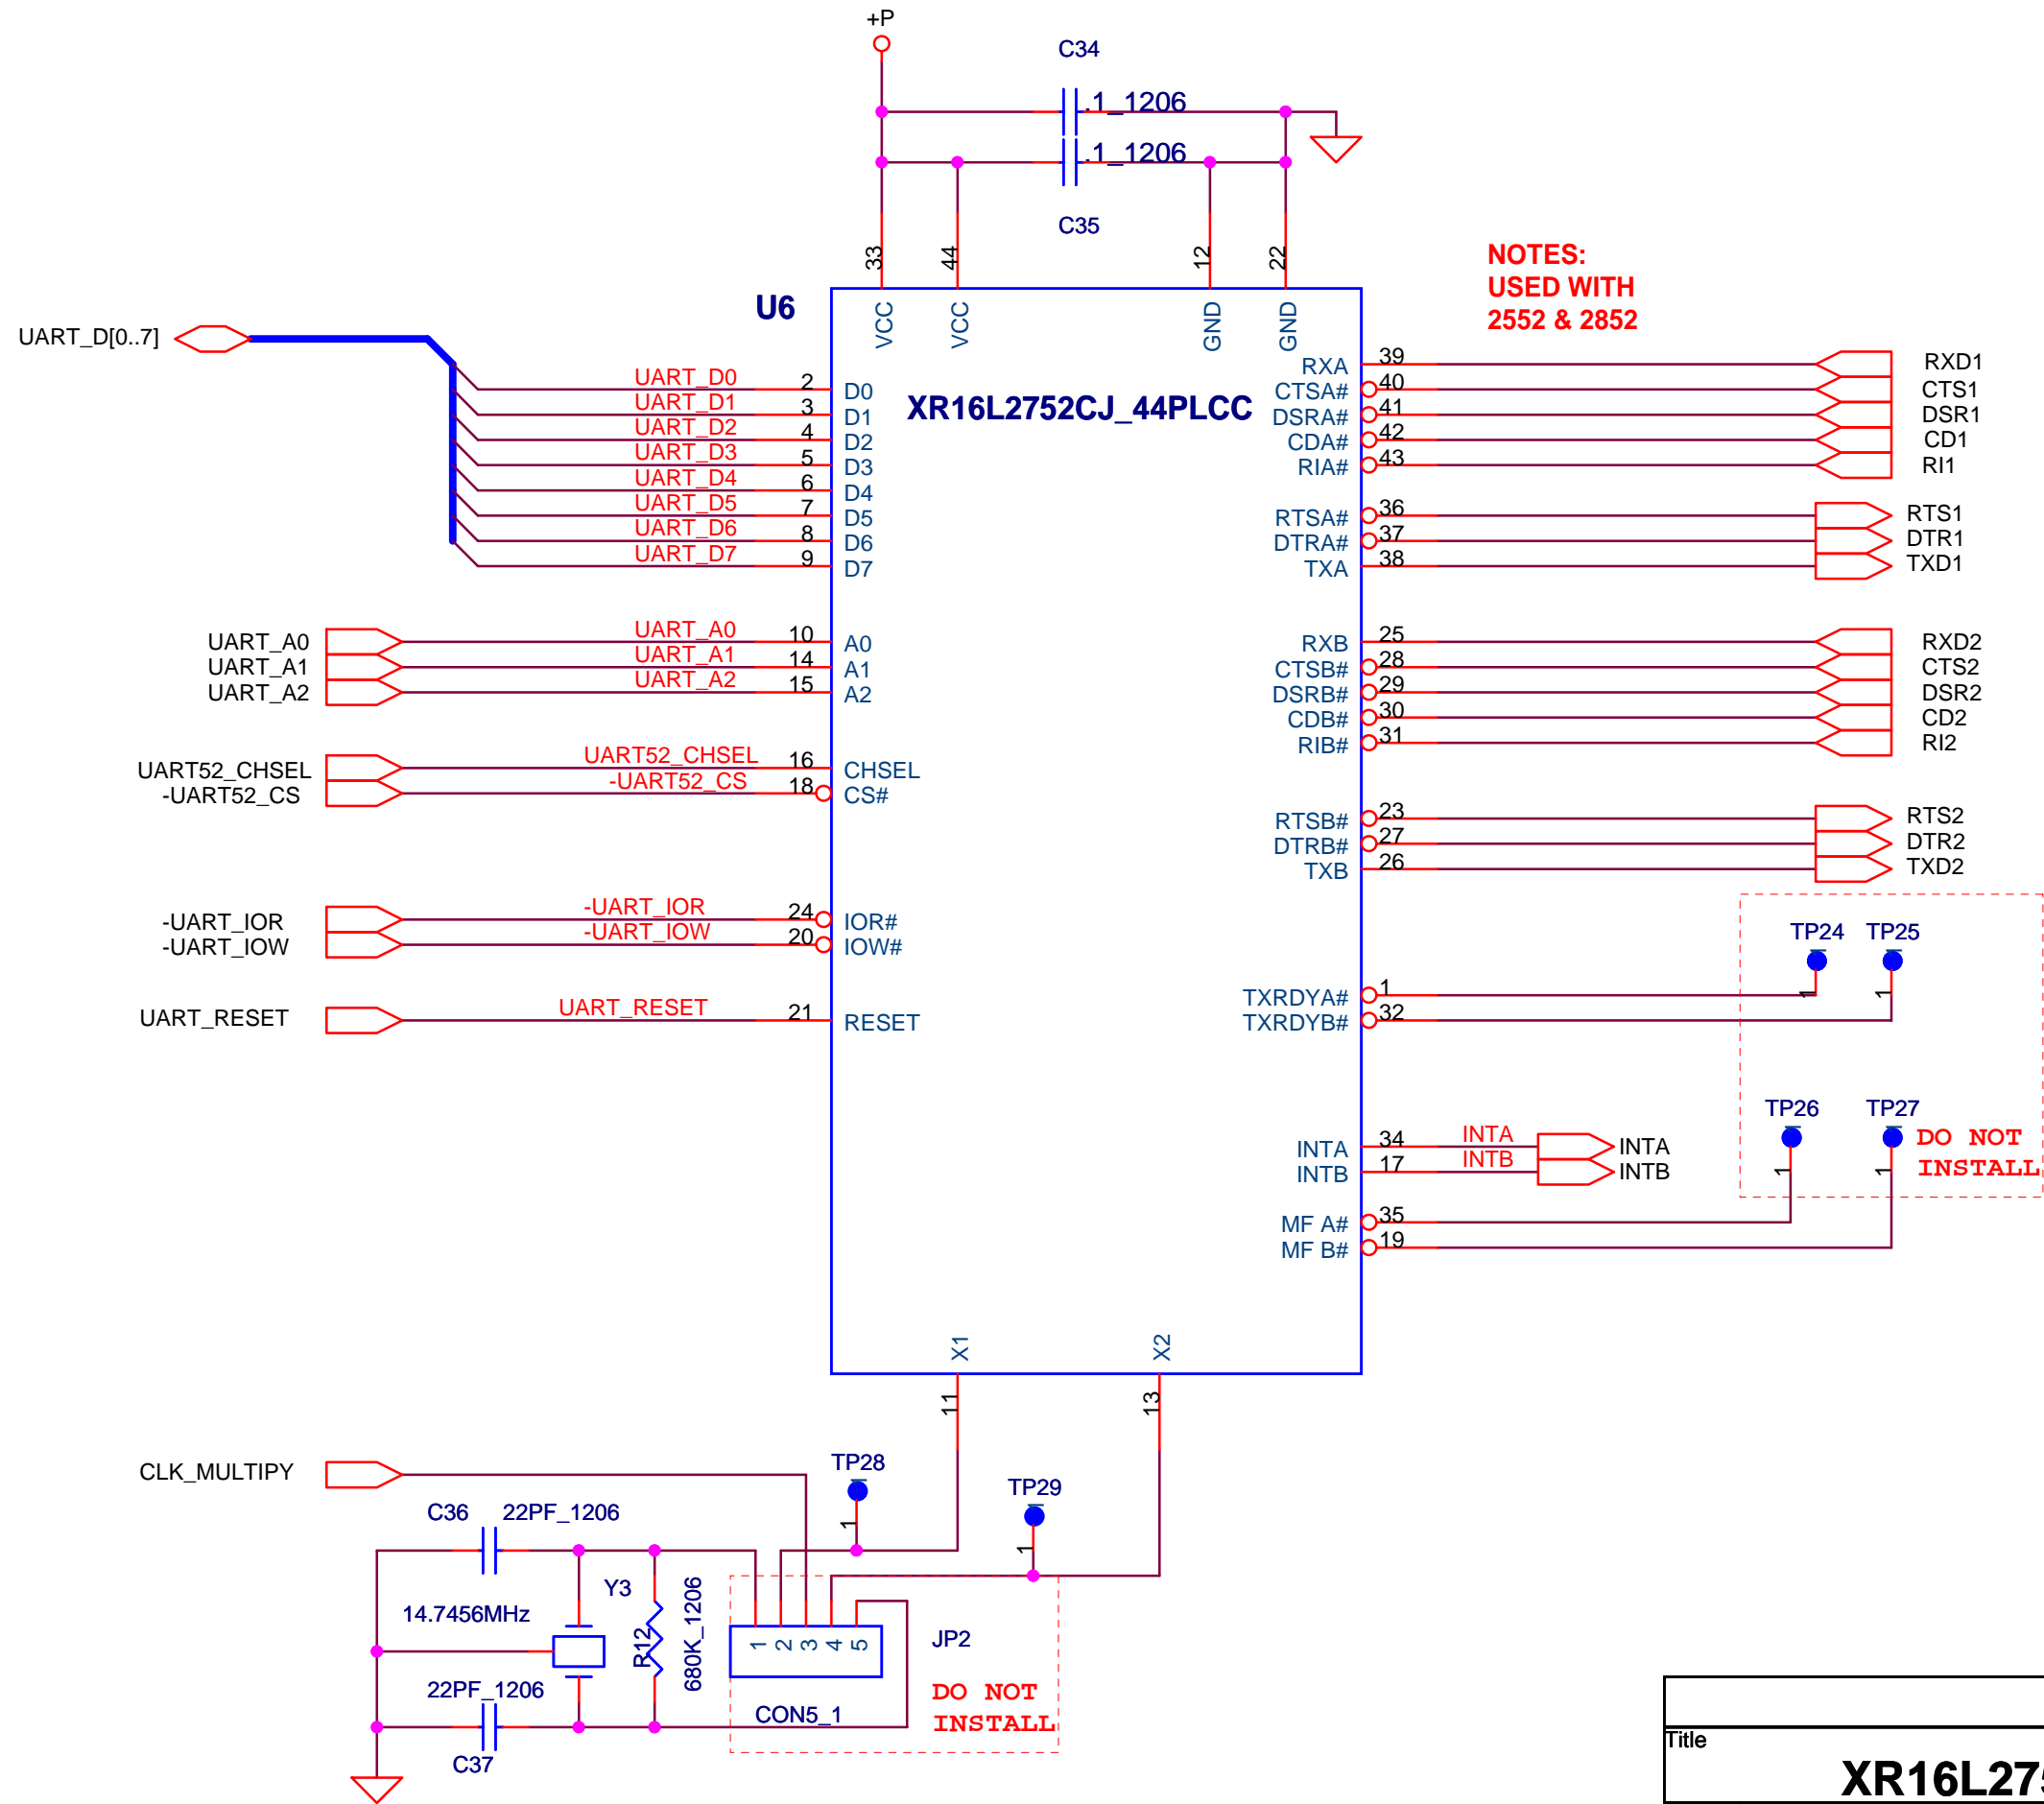 +P
C34
.1_1206
.1_1206
C35
33
44
12
22
NOTES:
USED WITH
2552 & 2852
U6
VCC
VCC
GND
GND
XR16L2752CJ_44PLCC
UART_D[0..7]
UART_D0 2 D0
UART_D1 3 D1
UART_D2 4 D2
UART_D3 5 D3
UART_D4 6 D4
UART_D5 7 D5
UART_D6 8 D6
UART_D7 9 D7
UART_A0 UART_A0 10 A0
UART_A1 UART_A1 14 A1
UART_A2 UART_A2 15 A2
UART52_CHSEL UART52_CHSEL 16 CHSEL
-UART52_CS -UART52_CS 18 CS#
-UART_IOR -UART_IOR 24 IOR#
-UART_IOW -UART_IOW 20 IOW#
UART_RESET UART_RESET 21 RESET
RXA 39 RXD1
CTSA# 40 CTS1
DSRA# 41 DSR1
CDA# 42 CD1
RIA# 43 RI1
RTSA# 36 RTS1
DTRA# 37 DTR1
TXA 38 TXD1
RXB 25 RXD2
CTSB# 28 CTS2
DSRB# 29 DSR2
CDB# 30 CD2
RIB# 31 RI2
RTSB# 23 RTS2
DTRB# 27 DTR2
TXB 26 TXD2
TP24 TP25
TXRDYA# 1 1 1
TXRDYB# 32
TP26 TP27
DO NOT
INSTALL
1 1
INTA 34 INTA INTA
INTB 17 INTB INTB
MF A# 35
MF B# 19
X1 X2
11 13
CLK_MULTIPY
TP28
1
TP29
1
C36 22PF_1206
Y3
14.7456MHz
R12
680K_1206
22PF_1206
C37
1 2 3 4 5
JP2
CON5_1
DO NOT
INSTALL
Title
XR16L275